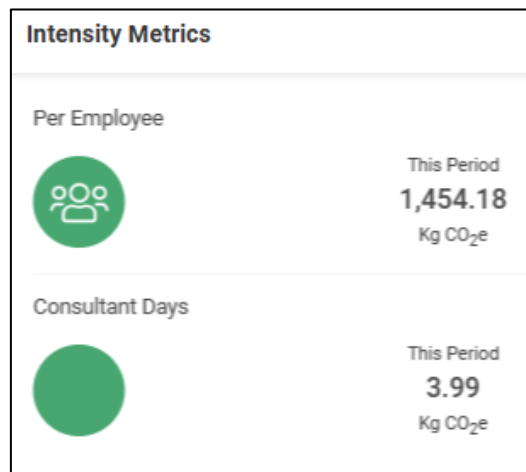 Intensity Metrics
Per Employee
This Period
1,454.18
Kg CO₂e
Consultant Days
This Period
3.99
Kg CO₂e